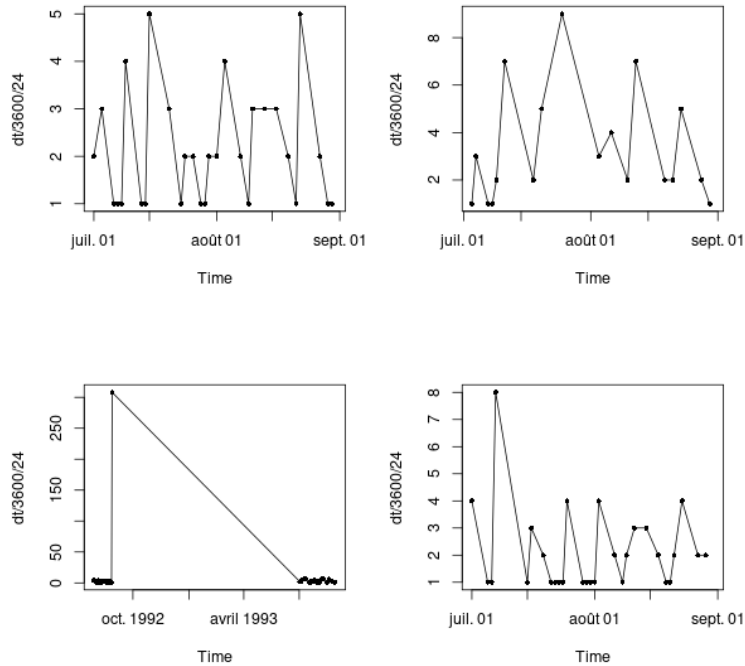 dt/3600/24
5
4
3
2
1
juil. 01
août 01
sept. 01
Time
dt/3600/24
8
6
4
2
juil. 01
août 01
sept. 01
Time
dt/3600/24
250
150
50
0
oct. 1992
avril 1993
Time
dt/3600/24
8
7
6
5
4
3
2
1
juil. 01
août 01
sept. 01
Time